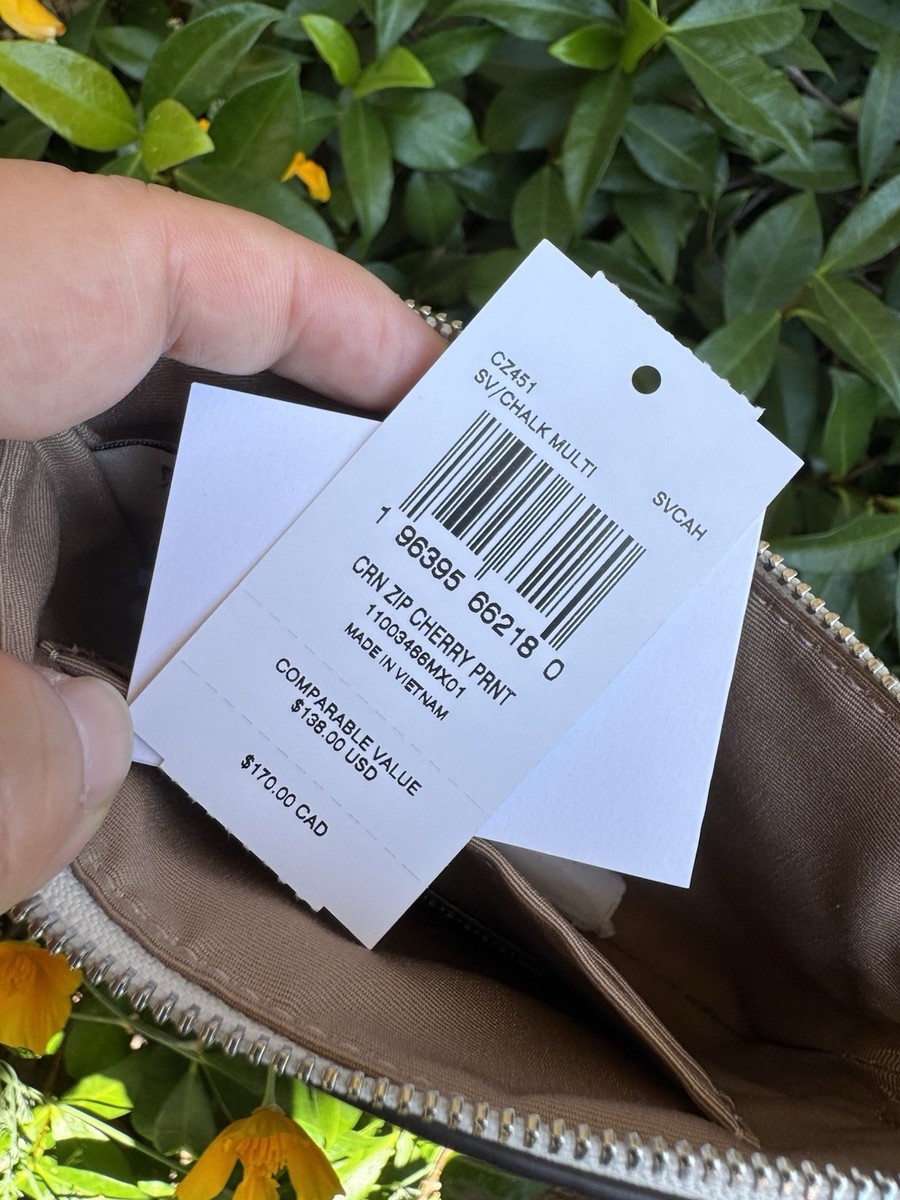 CZ451
SV/CHALK MULTI
SVCAH
1 96395 66218 0
CRN ZIP CHERRY PRNT
11003466MX01
MADE IN VIETNAM
COMPARABLE VALUE
$138.00 USD
$170.00 CAD